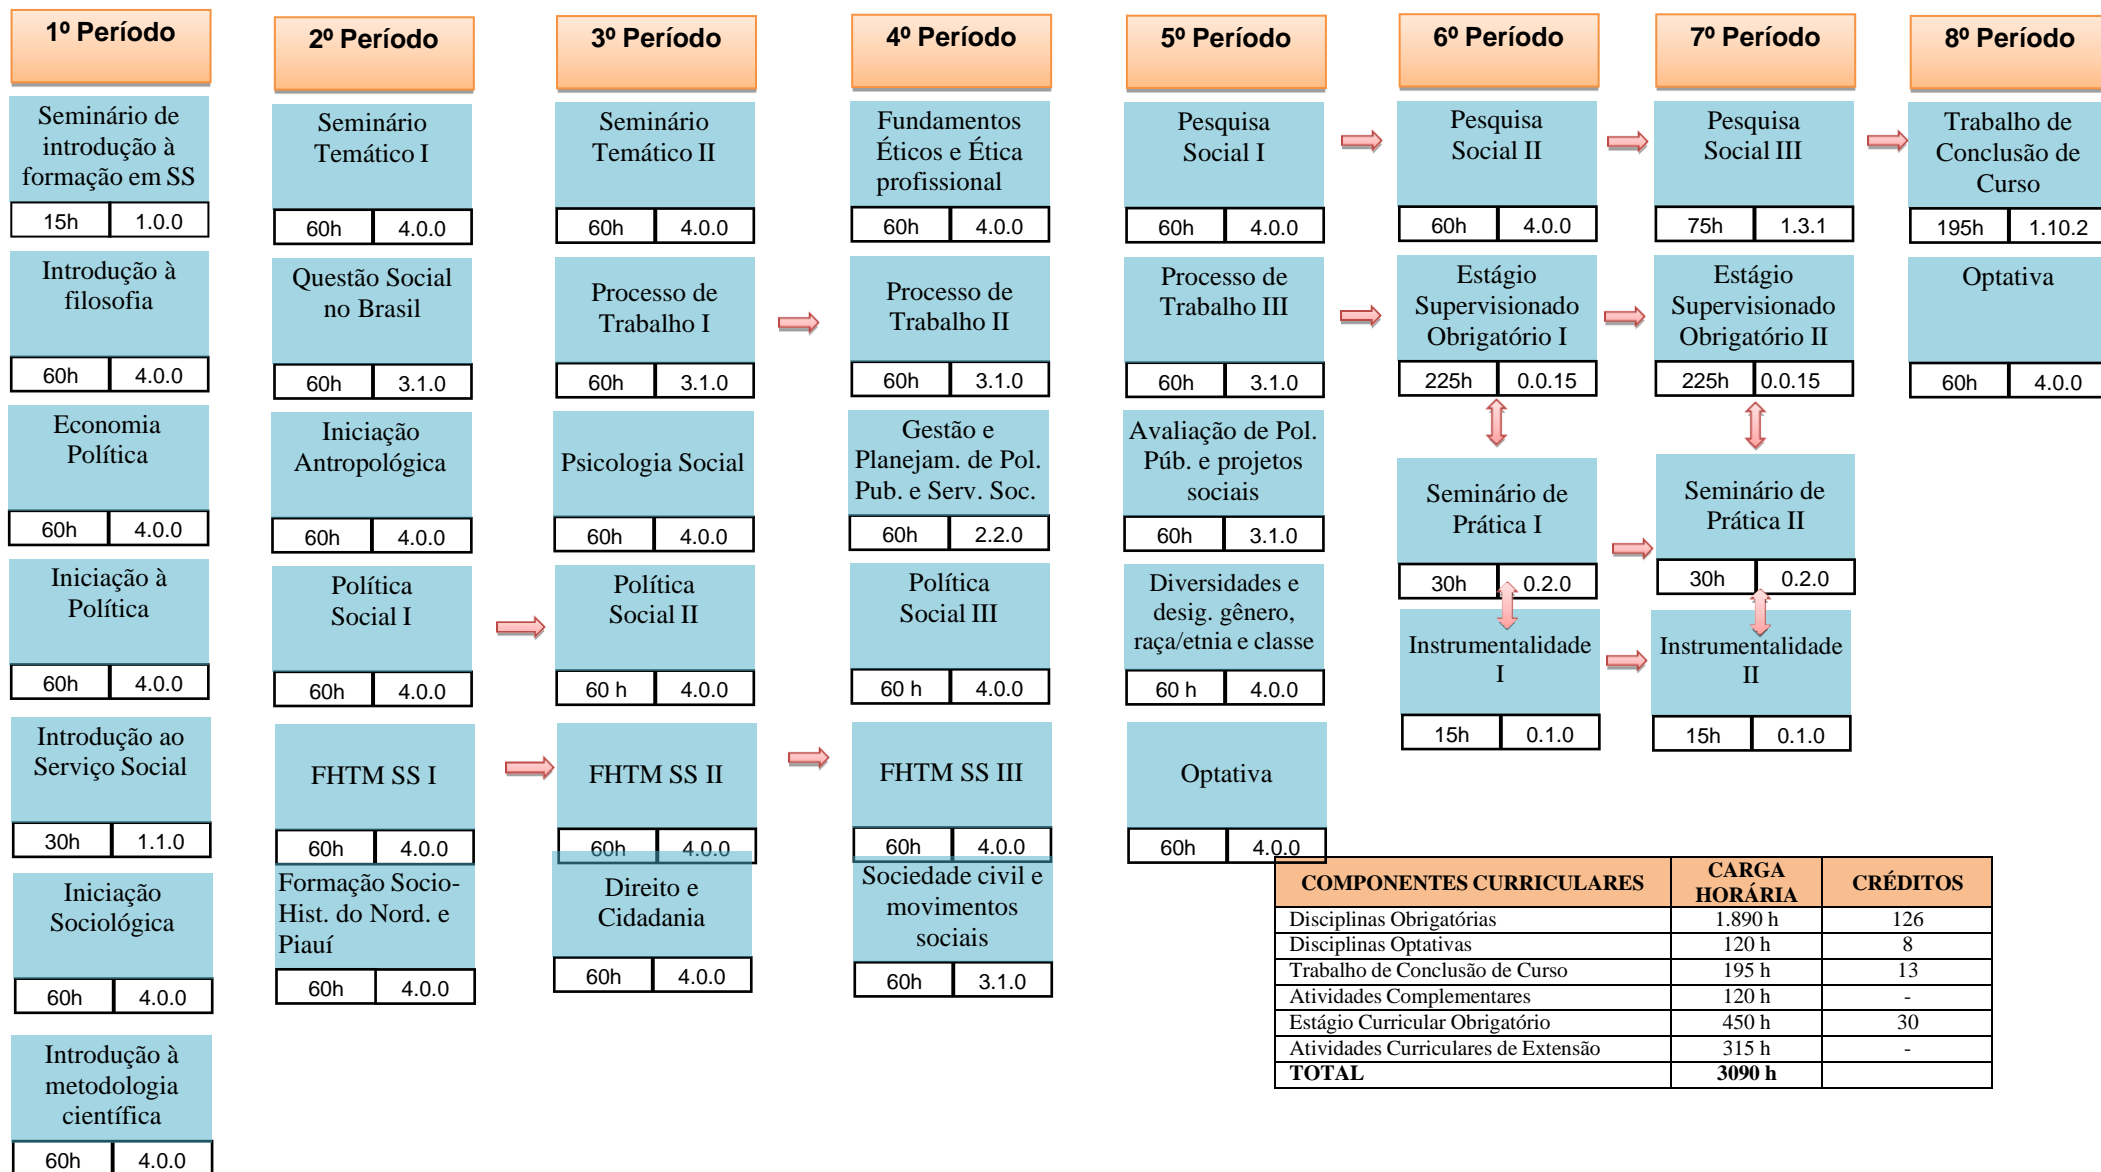 1º Período
2º Período
3º Período
4º Período
5º Período
6º Período
7º Período
8º Período
Seminário de
introdução à
formação em SS
15h 1.0.0
Introdução à
filosofia
60h 4.0.0
Economia
Política
60h 4.0.0
Iniciação à
Política
60h 4.0.0
Introdução ao
Serviço Social
30h 1.1.0
Iniciação
Sociológica
60h 4.0.0
Introdução à
metodologia
científica
60h 4.0.0
Seminário
Temático I
60h 4.0.0
Questão Social
no Brasil
60h 3.1.0
Iniciação
Antropológica
60h 4.0.0
Política
Social I
60h 4.0.0
FHTM SS I
60h 4.0.0
Formação Socio-
Hist. do Nord. e
Piauí
60h 4.0.0
Seminário
Temático II
60h 4.0.0
Processo de
Trabalho I
60h 3.1.0
Psicologia Social
60h 4.0.0
Política
Social II
60 h 4.0.0
FHTM SS II
60h 4.0.0
Direito e
Cidadania
60h 4.0.0
Fundamentos
Éticos e Ética
profissional
60h 4.0.0
Processo de
Trabalho II
60h 3.1.0
Gestão e
Planejam. de Pol.
Pub. e Serv. Soc.
60h 2.2.0
Política
Social III
60 h 4.0.0
FHTM SS III
60h 4.0.0
Sociedade civil e
movimentos
sociais
60h 3.1.0
Pesquisa
Social I
60h 4.0.0
Processo de
Trabalho III
60h 3.1.0
Avaliação de Pol.
Púb. e projetos
sociais
60h 3.1.0
Diversidades e
desig. gênero,
raça/etnia e classe
60 h 4.0.0
Optativa
60h 4.0.0
Pesquisa
Social II
60h 4.0.0
Estágio
Supervisionado
Obrigatório I
225h 0.0.15
Seminário de
Prática I
30h 0.2.0
Instrumentalidade
I
15h 0.1.0
Pesquisa
Social III
75h 1.3.1
Estágio
Supervisionado
Obrigatório II
225h 0.0.15
Seminário de
Prática II
30h 0.2.0
Instrumentalidade
II
15h 0.1.0
Trabalho de
Conclusão de
Curso
195h 1.10.2
Optativa
60h 4.0.0
COMPONENTES CURRICULARES CARGA HORÁRIA CRÉDITOS
Disciplinas Obrigatórias 1.890 h 126
Disciplinas Optativas 120 h 8
Trabalho de Conclusão de Curso 195 h 13
Atividades Complementares 120 h -
Estágio Curricular Obrigatório 450 h 30
Atividades Curriculares de Extensão 315 h -
TOTAL 3090 h